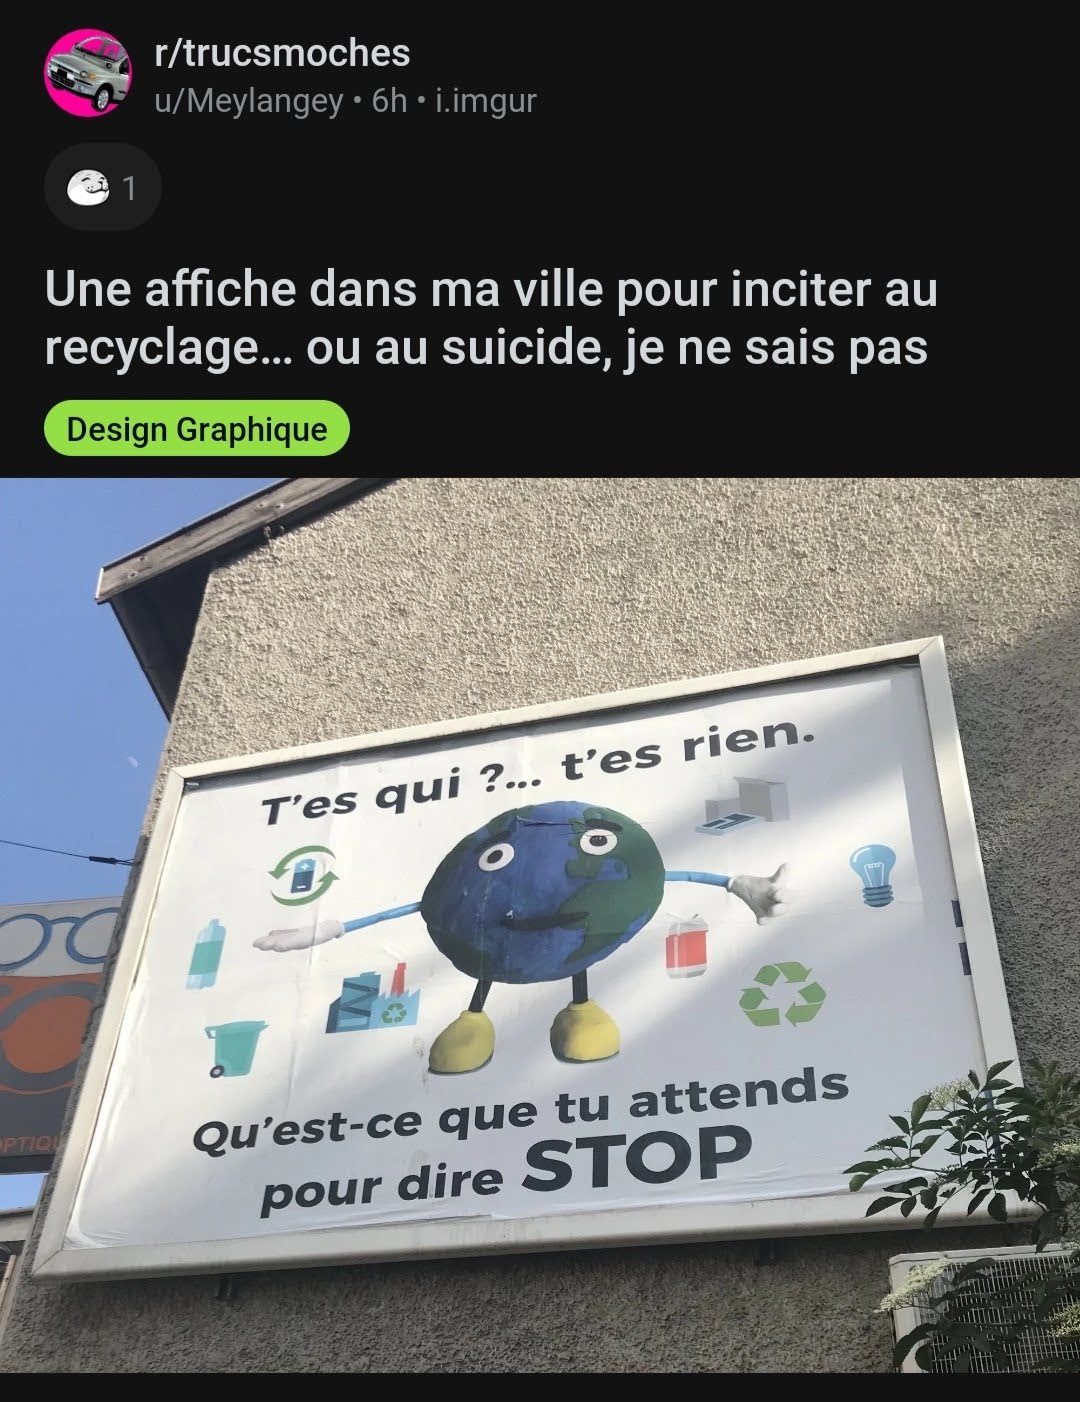 r/trucsmoches
u/Meylangey • 6h • i.imgur
1
Une affiche dans ma ville pour inciter au
recyclage... ou au suicide, je ne sais pas
Design Graphique
T'es qui ?... t'es rien.
Qu'est-ce que tu attends
pour dire STOP